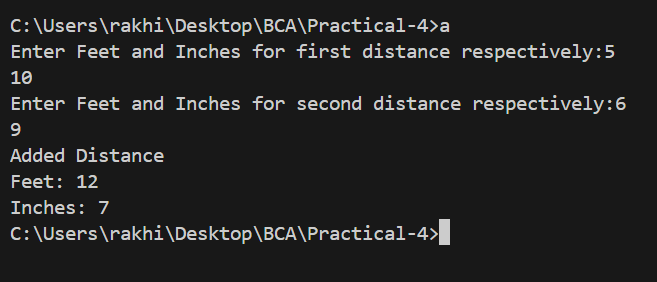 C:\Users\rakhi\Desktop\BCA\Practical-4>a
Enter Feet and Inches for first distance respectively:5
10
Enter Feet and Inches for second distance respectively:6
9
Added Distance
Feet: 12
Inches: 7
C:\Users\rakhi\Desktop\BCA\Practical-4>